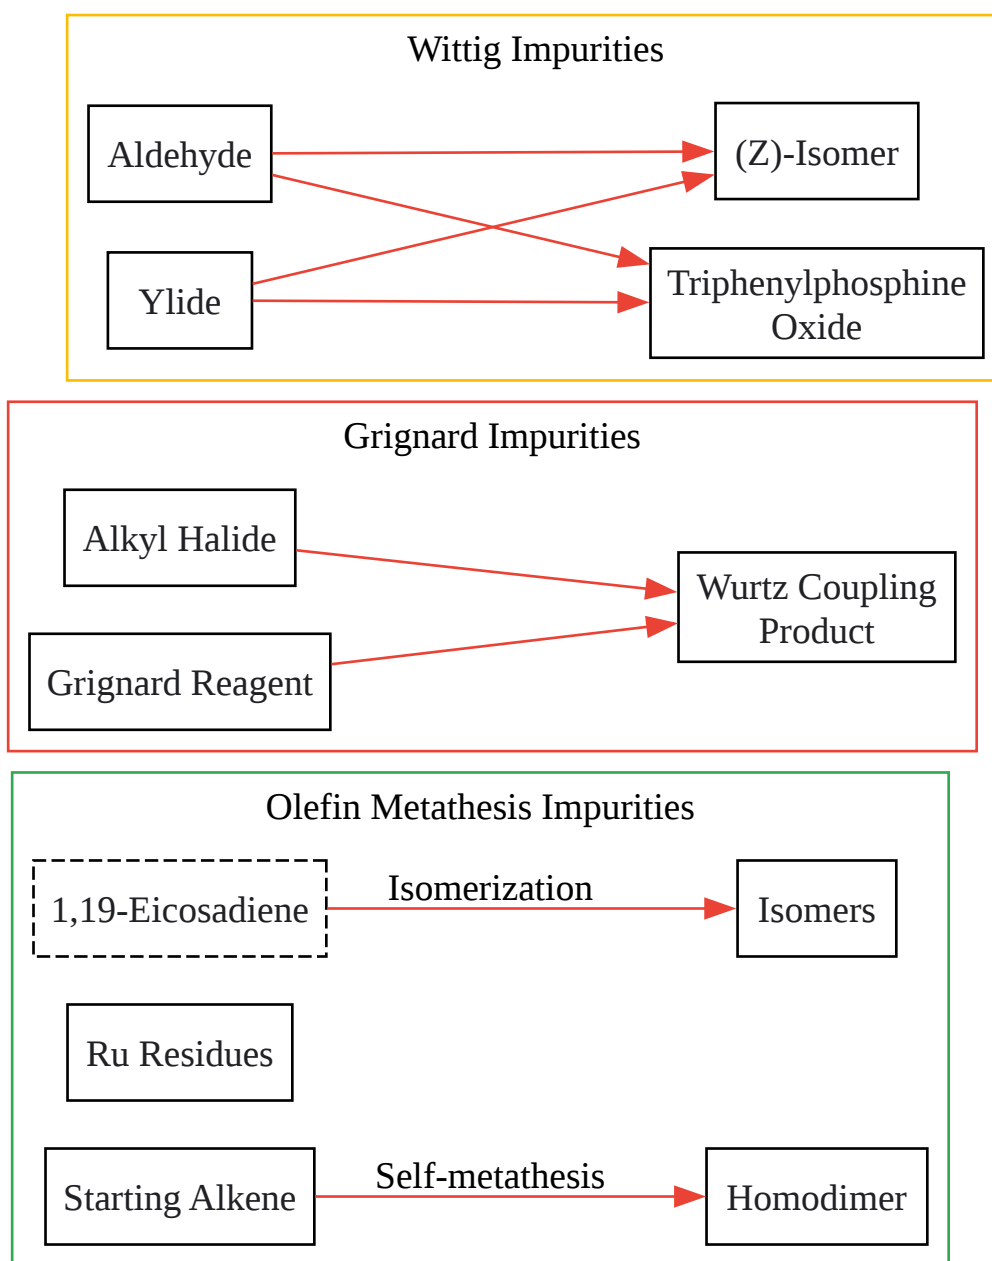 Wittig Impurities
Aldehyde
(Z)-Isomer
Ylide
Triphenylphosphine
Oxide
Grignard Impurities
Alkyl Halide
Wurtz Coupling
Product
Grignard Reagent
Olefin Metathesis Impurities
1,19-Eicosadiene
Isomerization
Isomers
Ru Residues
Starting Alkene
Self-metathesis
Homodimer